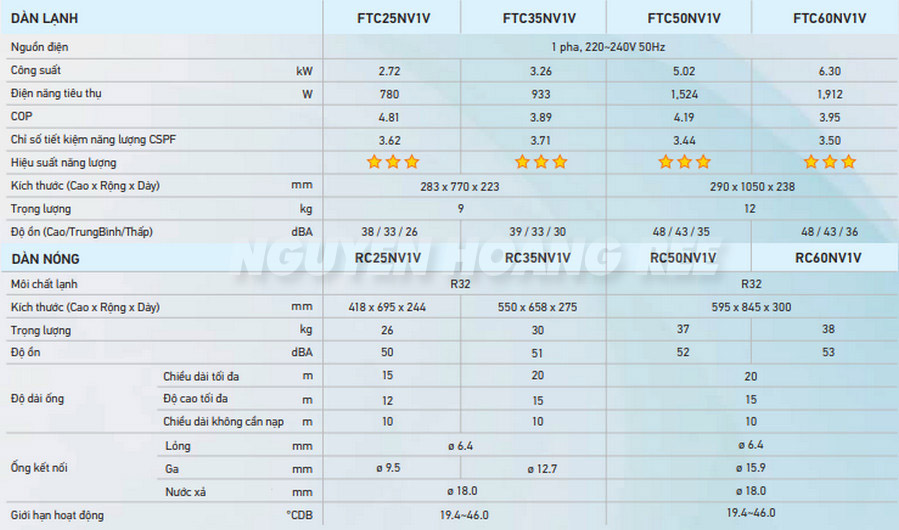 DÀN LẠNH FTC25NV1V FTC35NV1V FTC50NV1V FTC60NV1V
Nguồn điện 1 pha, 220~240V 50Hz
Công suất kW 2.72 3.26 5.02 6.30
Điện năng tiêu thụ W 780 933 1,524 1,912
COP 4.81 3.89 4.19 3.95
Chỉ số tiết kiệm năng lượng CSPF 3.62 3.71 3.44 3.50
Hiệu suất năng lượng
Kích thước (Cao x Rộng x Dày) mm 283 x 770 x 223 290 x 1050 x 238
Trọng lượng kg 9 12
Độ ồn (Cao/TrungBình/Thấp) dBA 38 / 33 / 26 39 / 33 / 30 48 / 43 / 35 48 / 43 / 36
NGUYEN HOANG REE
DÀN NÓNG RC25NV1V RC35NV1V RC50NV1V RC60NV1V
Môi chất lạnh R32 R32
Kích thước (Cao x Rộng x Dày) mm 418 x 695 x 244 550 x 658 x 275 595 x 845 x 300
Trọng lượng kg 26 30 37 38
Độ ồn dBA 50 51 52 53
Độ dài ống Chiều dài tối đa m 15 20 20
Độ cao tối đa m 12 15 15
Chiều dài không cần nạp m 10 10 10
Ống kết nối Lỏng mm ø 6.4 ø 6.4
Ga mm ø 9.5 ø 12.7 ø 15.9
Nước xả mm ø 18.0 ø 18.0
Giới hạn hoạt động °CDB 19.4~46.0 19.4~46.0